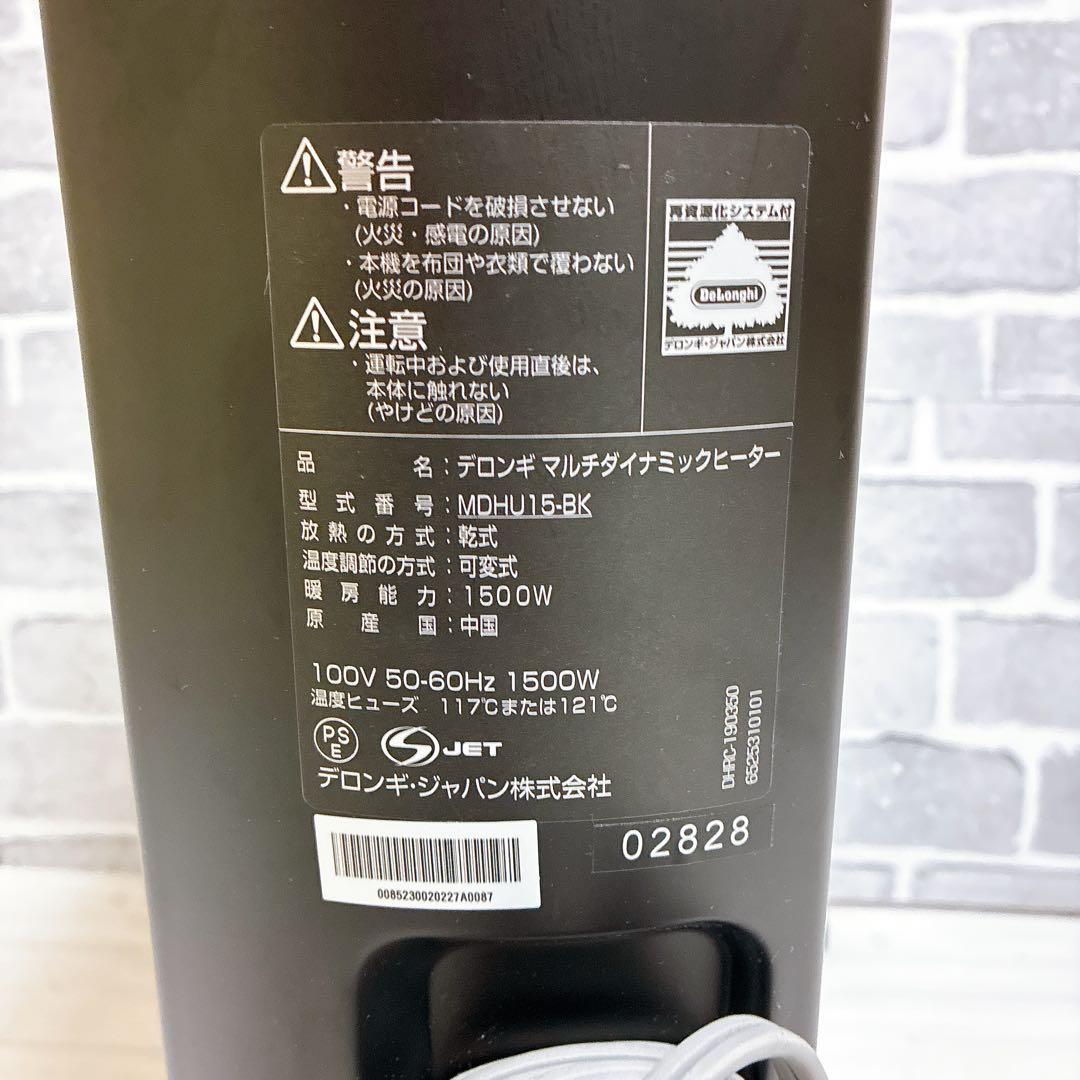 警告
・電源コードを破損させない
(火災・感電の原因)
・本機を布団や衣類で覆わない
(火災の原因)
注意
・運転中および使用直後は、
本体に触れない
(やけどの原因)
再資源化システム付
DeLonghi
デロンギ・ジャパン株式会社
品名：デロンギ マルチダイナミックヒーター
型式番号：MDHU15-BK
放熱の方式：乾式
温度調節の方式：可変式
暖房能力：1500W
原産国：中国
100V 50-60Hz 1500W
温度ヒューズ 117℃または121℃
PSE
S JET
デロンギ・ジャパン株式会社
DHRC-190350
6525310101
0085230020227A0087
02828